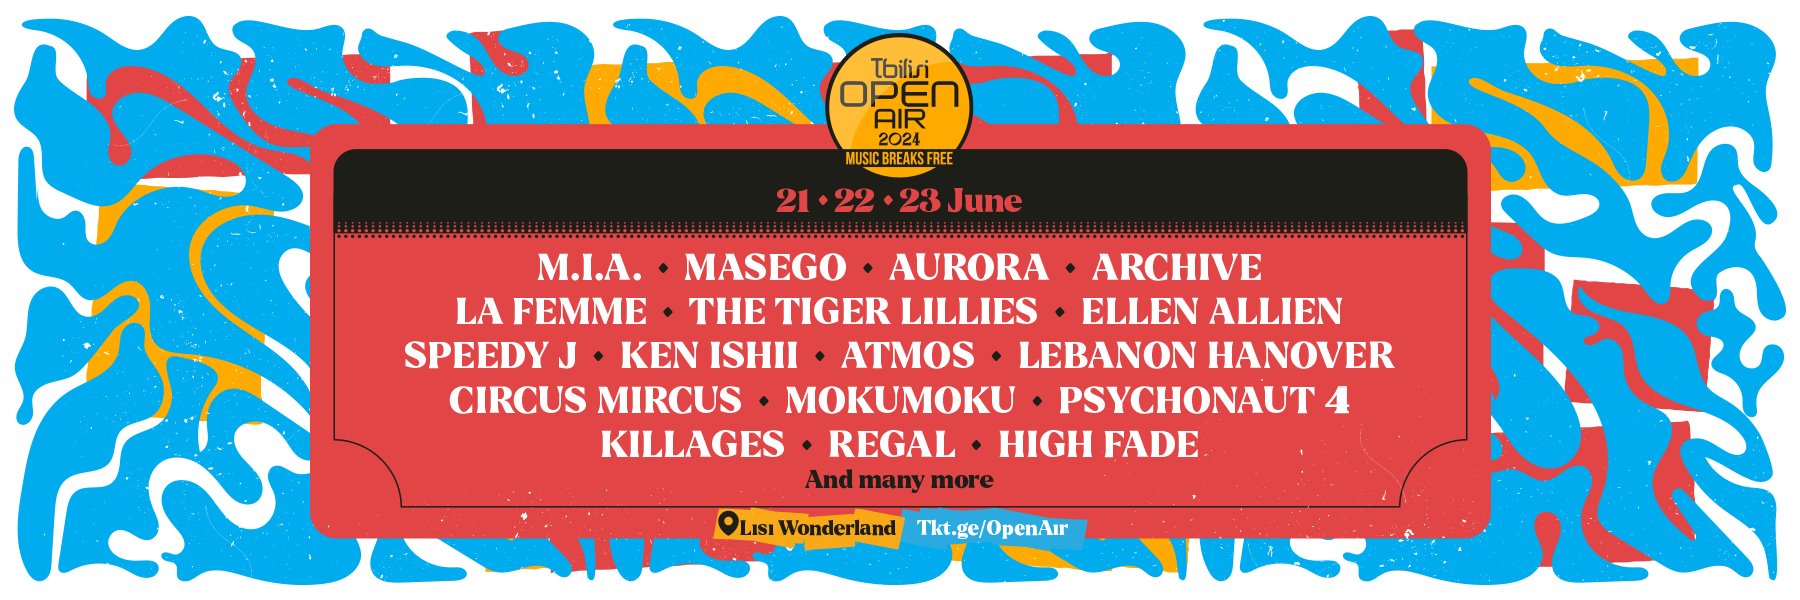 Tbilisi
OPEN
AIR
2024
MUSIC BREAKS FREE
21 • 22 • 23 June
M.I.A. • MASEGO • AURORA • ARCHIVE
LA FEMME • THE TIGER LILLIES • ELLEN ALLIEN
SPEEDY J • KEN ISHII • ATMOS • LEBANON HANOVER
CIRCUS MIRCUS • MOKUMOKU • PSYCHONAUT 4
KILLAGES • REGAL • HIGH FADE
And many more
Lısı Wonderland Tkt.ge/OpenAir